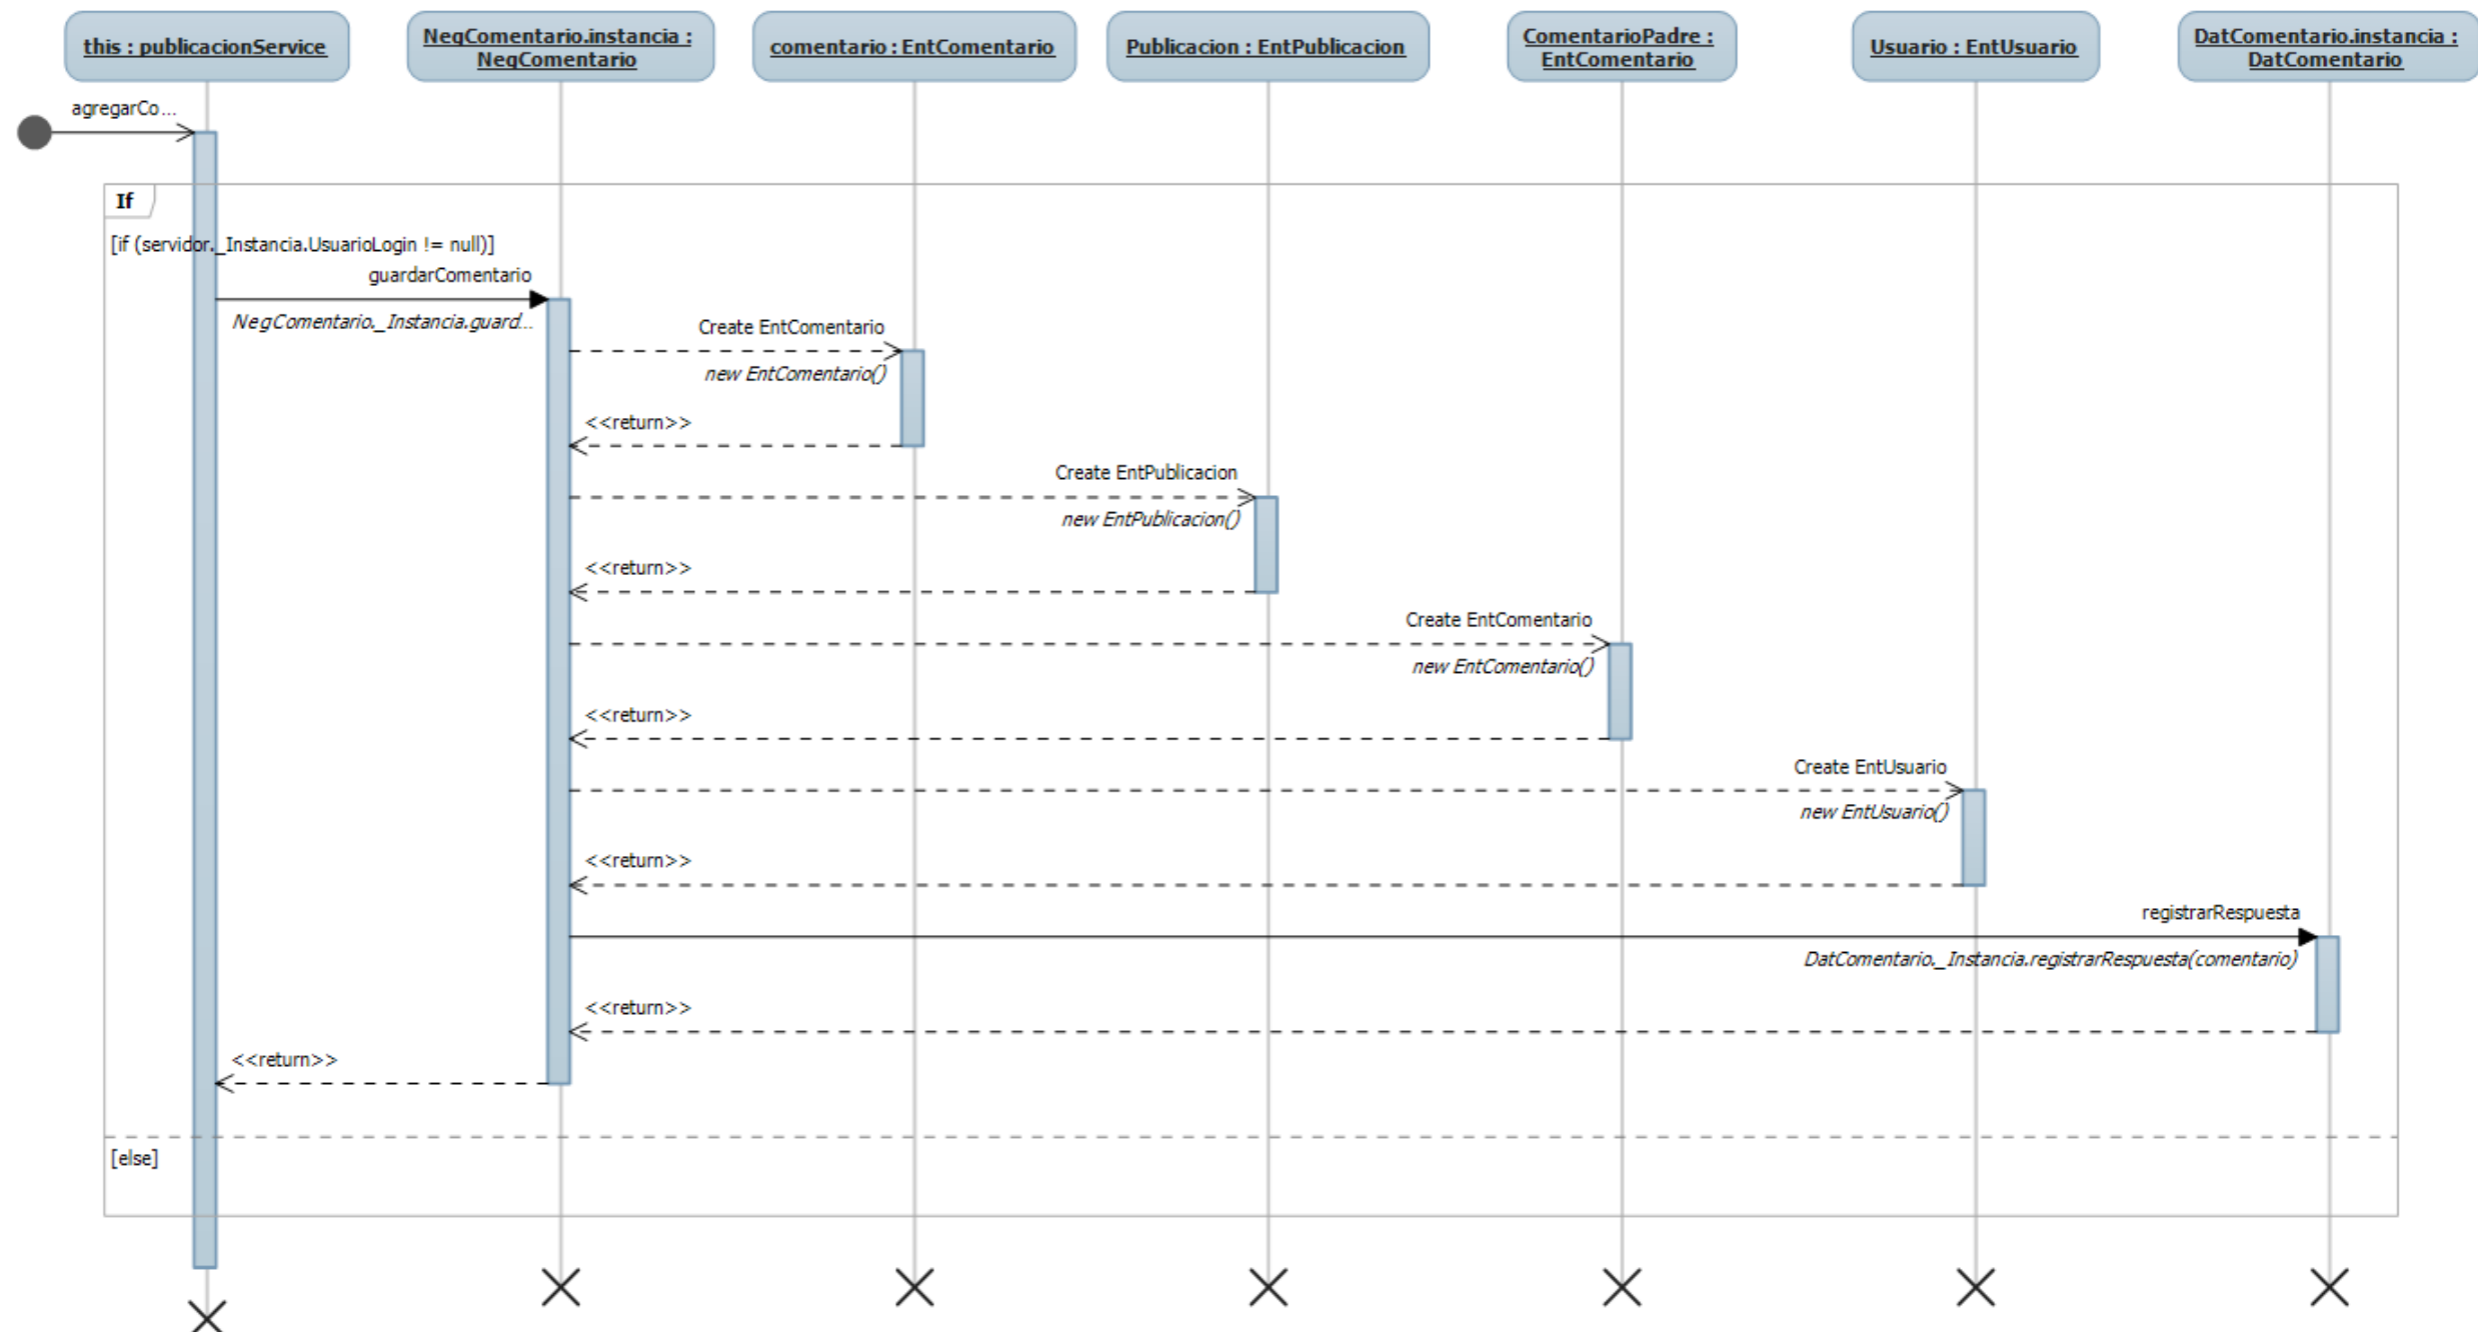 this : publicacionService
NegComentario.instancia :
NegComentario
comentario : EntComentario
Publicacion : EntPublicacion
ComentarioPadre :
EntComentario
Usuario : EntUsuario
DatComentario.instancia :
DatComentario
agregarCo...
If
[if (servidor._Instancia.UsuarioLogin != null)]
guardarComentario
NegComentario._Instancia.guard...
Create EntComentario
new EntComentario()
<<return>>
Create EntPublicacion
new EntPublicacion()
<<return>>
Create EntComentario
new EntComentario()
<<return>>
Create EntUsuario
new EntUsuario()
<<return>>
registrarRespuesta
DatComentario._Instancia.registrarRespuesta(comentario)
<<return>>
<<return>>
[else]